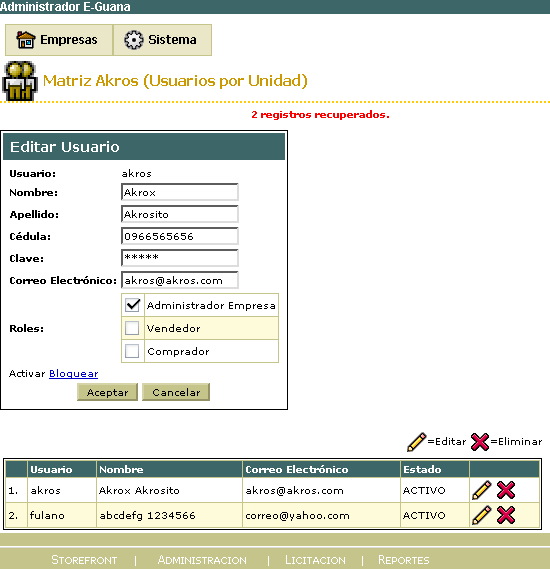 Administrador E-Guana
Empresas Sistema
Matriz Akros (Usuarios por Unidad)
2 registros recuperados.
Editar Usuario
Usuario: akros
Nombre: Akrox
Apellido: Akrosito
Cédula: 0966565656
Clave: *****
Correo Electrónico: akros@akros.com
Roles:
Administrador Empresa
Vendedor
Comprador
Activar Bloquear
Aceptar Cancelar
=Editar =Eliminar
Usuario Nombre Correo Electrónico Estado
1. akros Akrox Akrosito akros@akros.com ACTIVO
2. fulano abcdefg 1234566 correo@yahoo.com ACTIVO
STOREFRONT | ADMINISTRACION | LICITACION | REPORTES